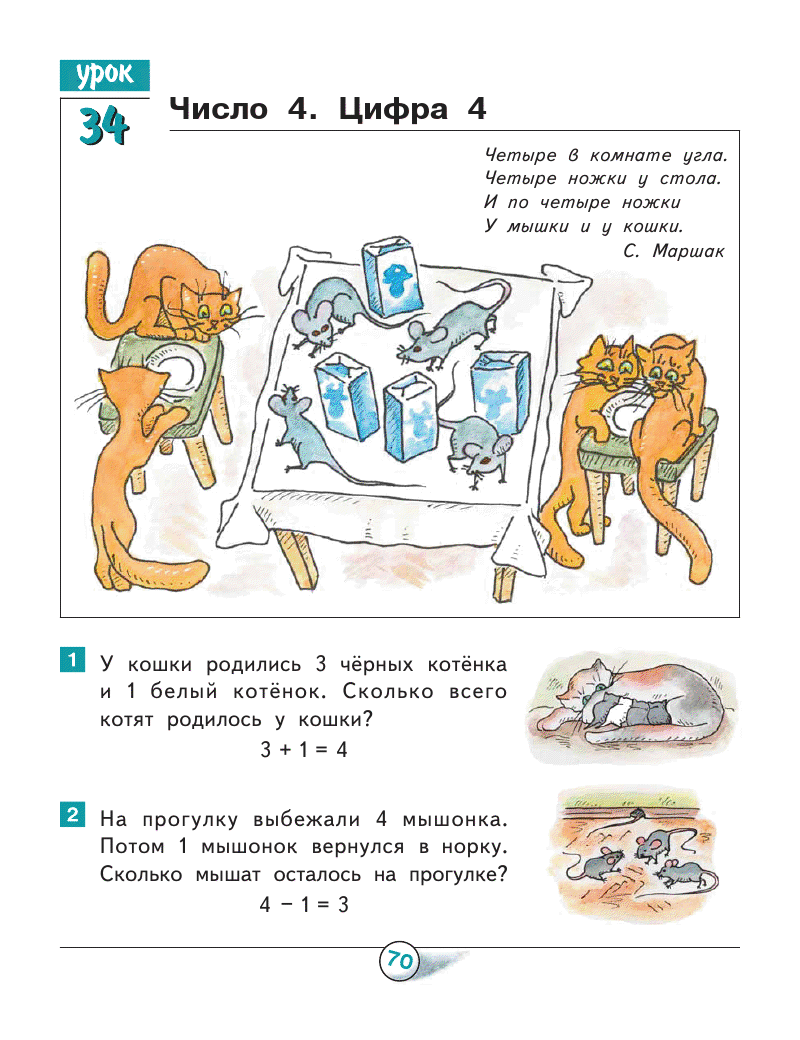 урок
34
Число 4. Цифра 4
Четыре в комнате угла.
Четыре ножки у стола.
И по четыре ножки
У мышки и у кошки.
С. Маршак
1 У кошки родились 3 чёрных котёнка
и 1 белый котёнок. Сколько всего
котят родилось у кошки?
3 + 1 = 4
2 На прогулку выбежали 4 мышонка.
Потом 1 мышонок вернулся в норку.
Сколько мышат осталось на прогулке?
4 − 1 = 3
70